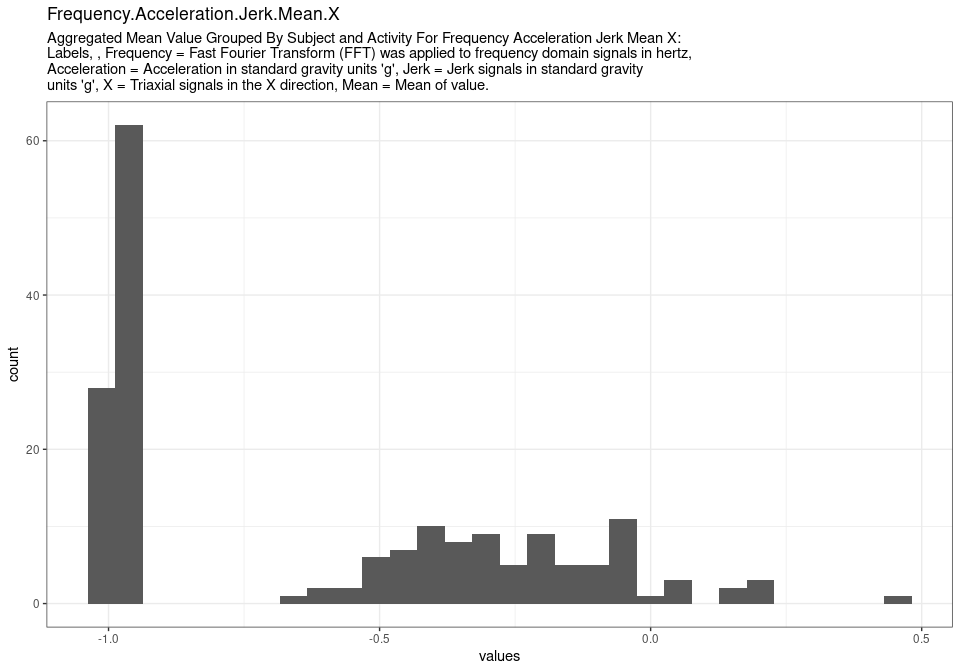 Frequency.Acceleration.Jerk.Mean.X
Aggregated Mean Value Grouped By Subject and Activity For Frequency Acceleration Jerk Mean X:
Labels, , Frequency = Fast Fourier Transform (FFT) was applied to frequency domain signals in hertz,
Acceleration = Acceleration in standard gravity units 'g', Jerk = Jerk signals in standard gravity
units 'g', X = Triaxial signals in the X direction, Mean = Mean of value.
60
40
20
0
count
-1.0 -0.5 0.0 0.5
values